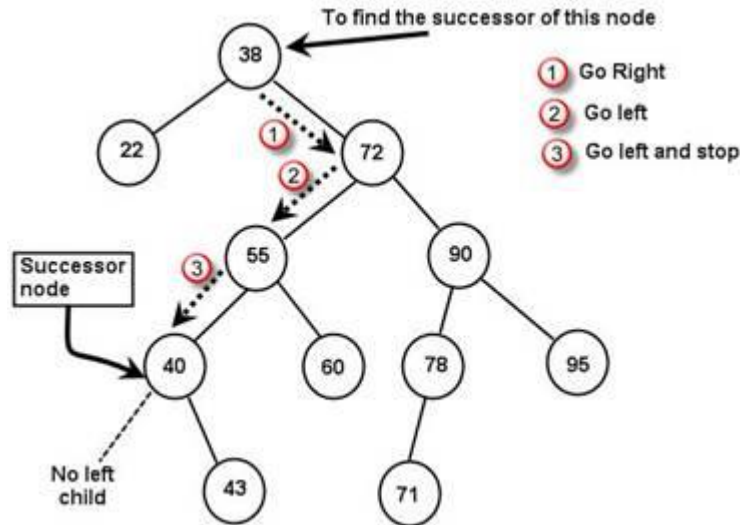 To find the successor of this node
38
1 Go Right
2 Go left
3 Go left and stop
22
1
72
2
55
3
90
Successor
node
40
60
78
95
No left
child
43
71